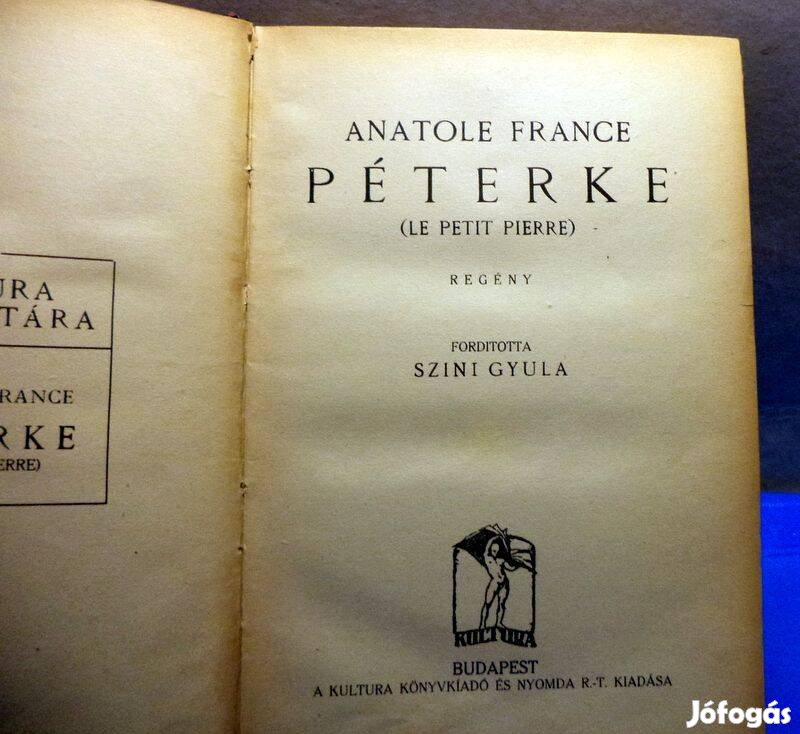 URA
TÁRA
RANCE
RKE
ERRE)
ANATOLE FRANCE
PÉTERKE
(LE PETIT PIERRE)
REGÉNY
FORDITOTTA
SZINI GYULA
KULTURA
BUDAPEST
A KULTURA KÖNYVKIADÓ ÉS NYOMDA R.-T. KIADÁSA
Jófogás